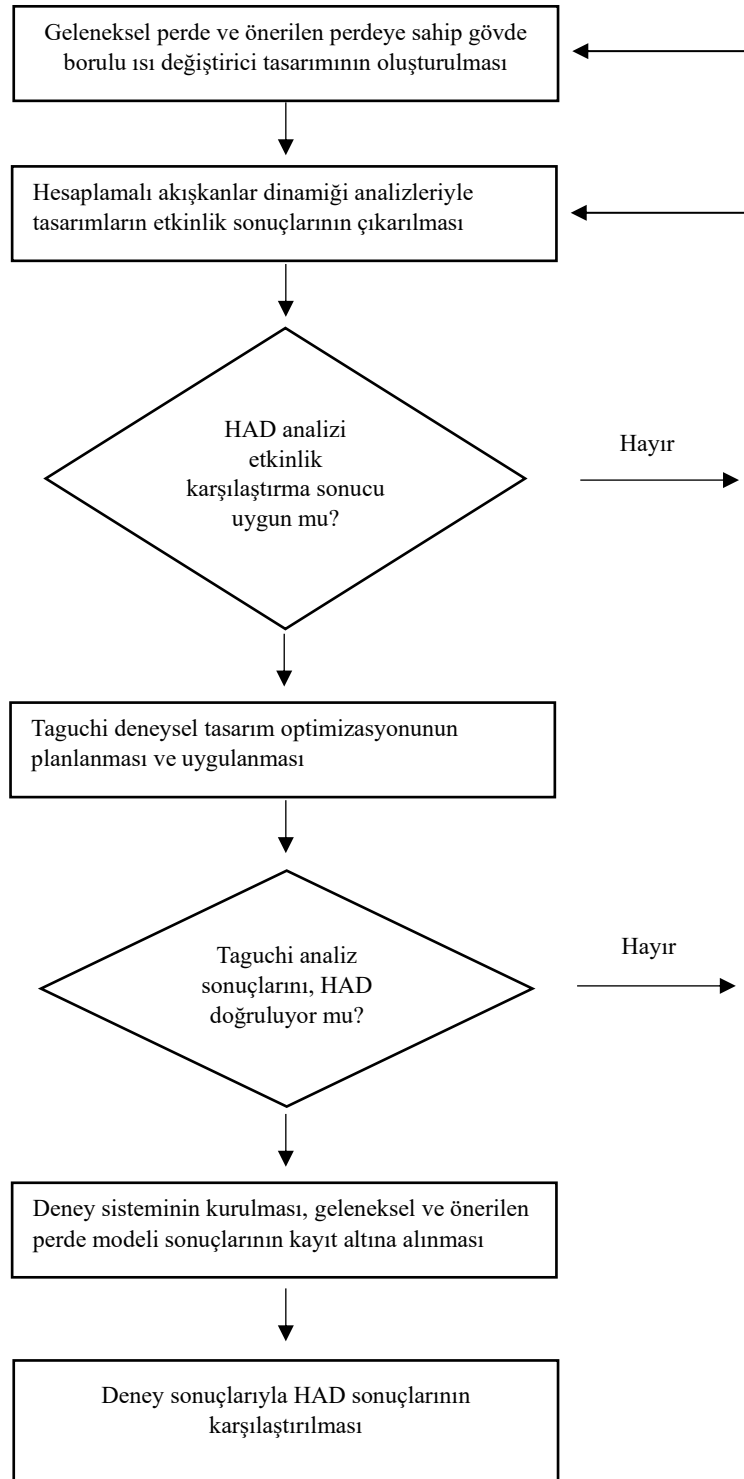 Geleneksel perde ve önerilen perdeye sahip gövde
borulu ısı değiştirici tasarımının oluşturulması
Hesaplamalı akışkanlar dinamiği analizleriyle
tasarımların etkinlik sonuçlarının çıkarılması
HAD analizi
etkinlik
karşılaştırma sonucu
uygun mu?
Hayır
Taguchi deneysel tasarım optimizasyonunun
planlanması ve uygulanması
Taguchi analiz
sonuçlarını, HAD
doğruluyor mu?
Hayır
Deney sisteminin kurulması, geleneksel ve önerilen
perde modeli sonuçlarının kayıt altına alınması
Deney sonuçlarıyla HAD sonuçlarının
karşılaştırılması